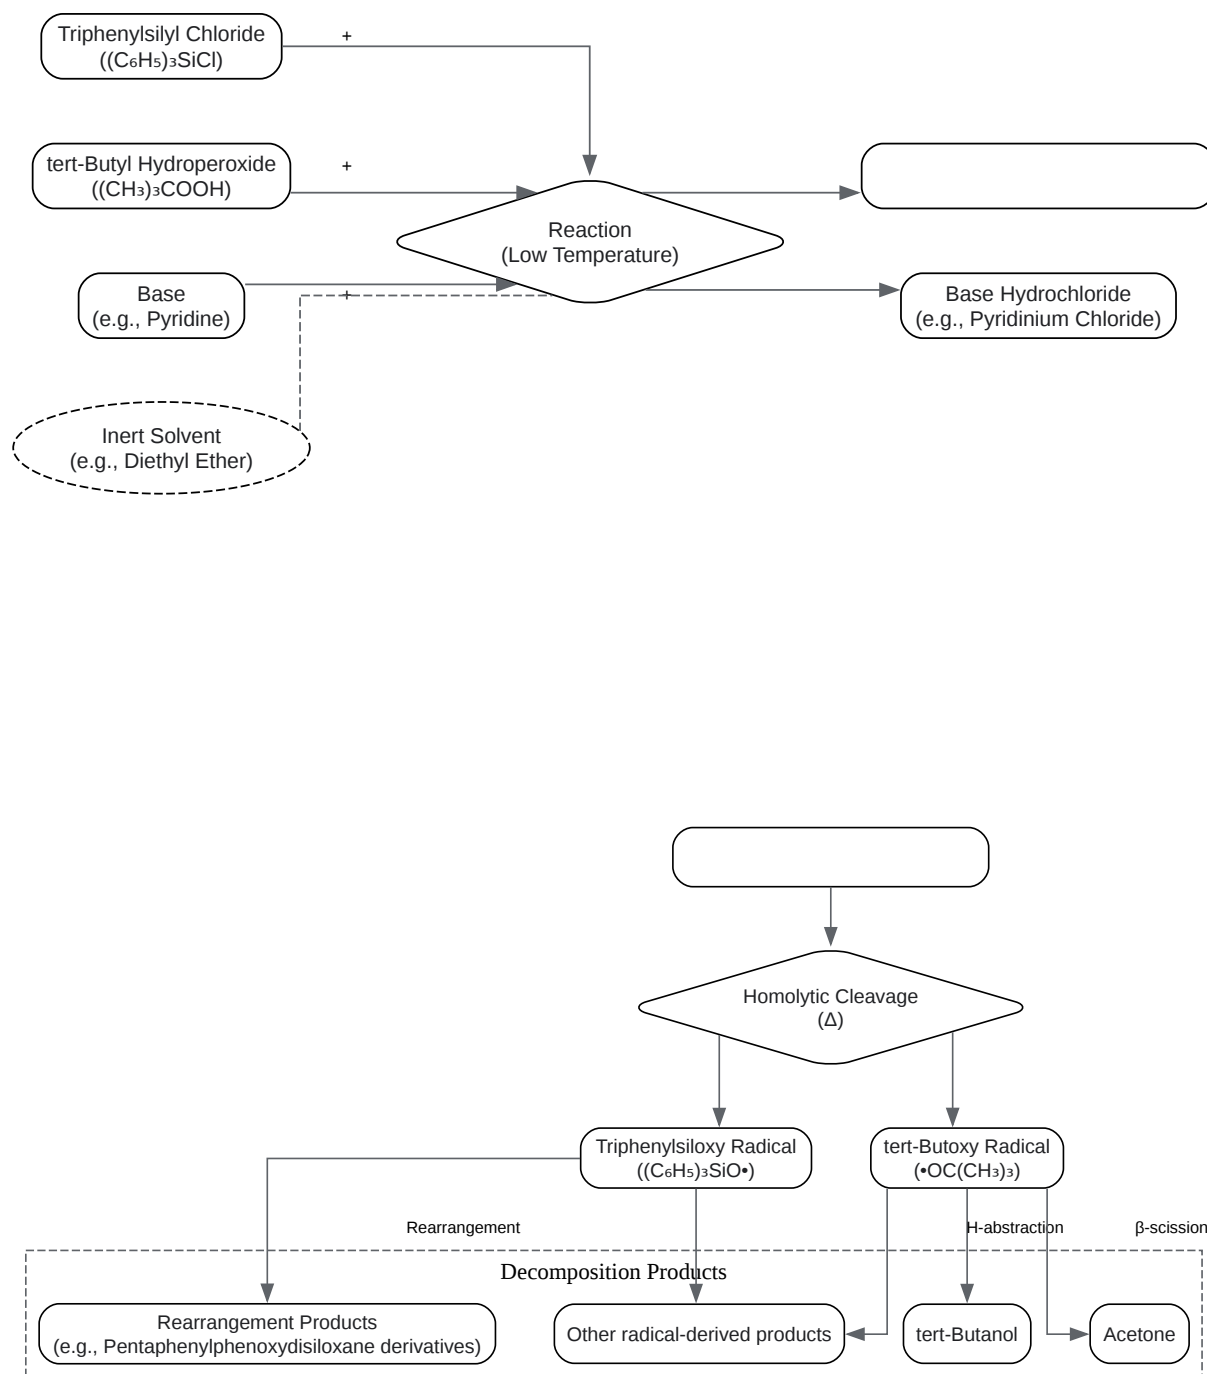 Triphenylsilyl Chloride
((C₆H₅)₃SiCl)
+
tert-Butyl Hydroperoxide
((CH₃)₃COOH)
+
Reaction
(Low Temperature)
Base
(e.g., Pyridine)
+
Base Hydrochloride
(e.g., Pyridinium Chloride)
Inert Solvent
(e.g., Diethyl Ether)
Homolytic Cleavage
(Δ)
Triphenylsiloxy Radical
((C₆H₅)₃SiO•)
tert-Butoxy Radical
(•OC(CH₃)₃)
Rearrangement
H-abstraction
β-scission
Decomposition Products
Rearrangement Products
(e.g., Pentaphenylphenoxydisiloxane derivatives)
Other radical-derived products
tert-Butanol
Acetone